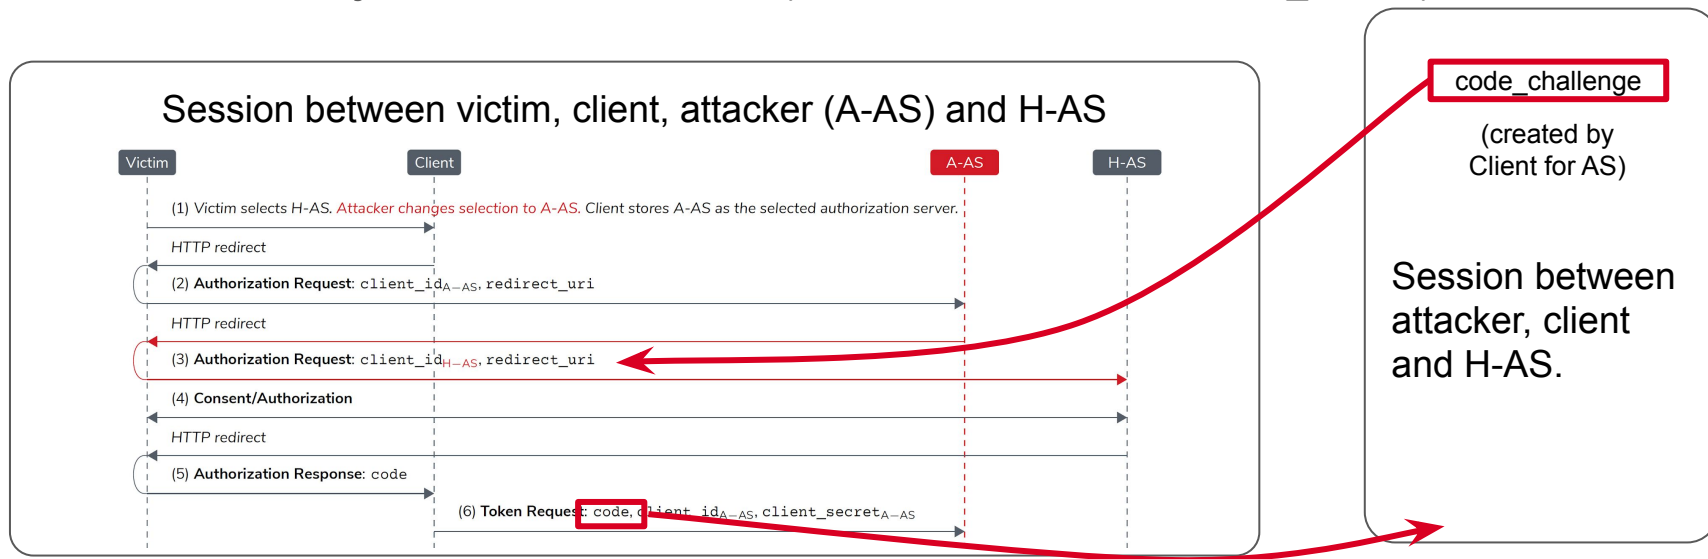 Session between victim, client, attacker (A-AS) and H-AS
Victim
Client
A-AS
H-AS
(1) Victim selects H-AS. Attacker changes selection to A-AS. Client stores A-AS as the selected authorization server.
HTTP redirect
(2) Authorization Request: client_idA−AS, redirect_uri
HTTP redirect
(3) Authorization Request: client_idH−AS, redirect_uri
(4) Consent/Authorization
HTTP redirect
(5) Authorization Response: code
(6) Token Request: code, client_idA−AS, client_secretA−AS
code_challenge
(created by
Client for AS)
Session between
attacker, client
and H-AS.